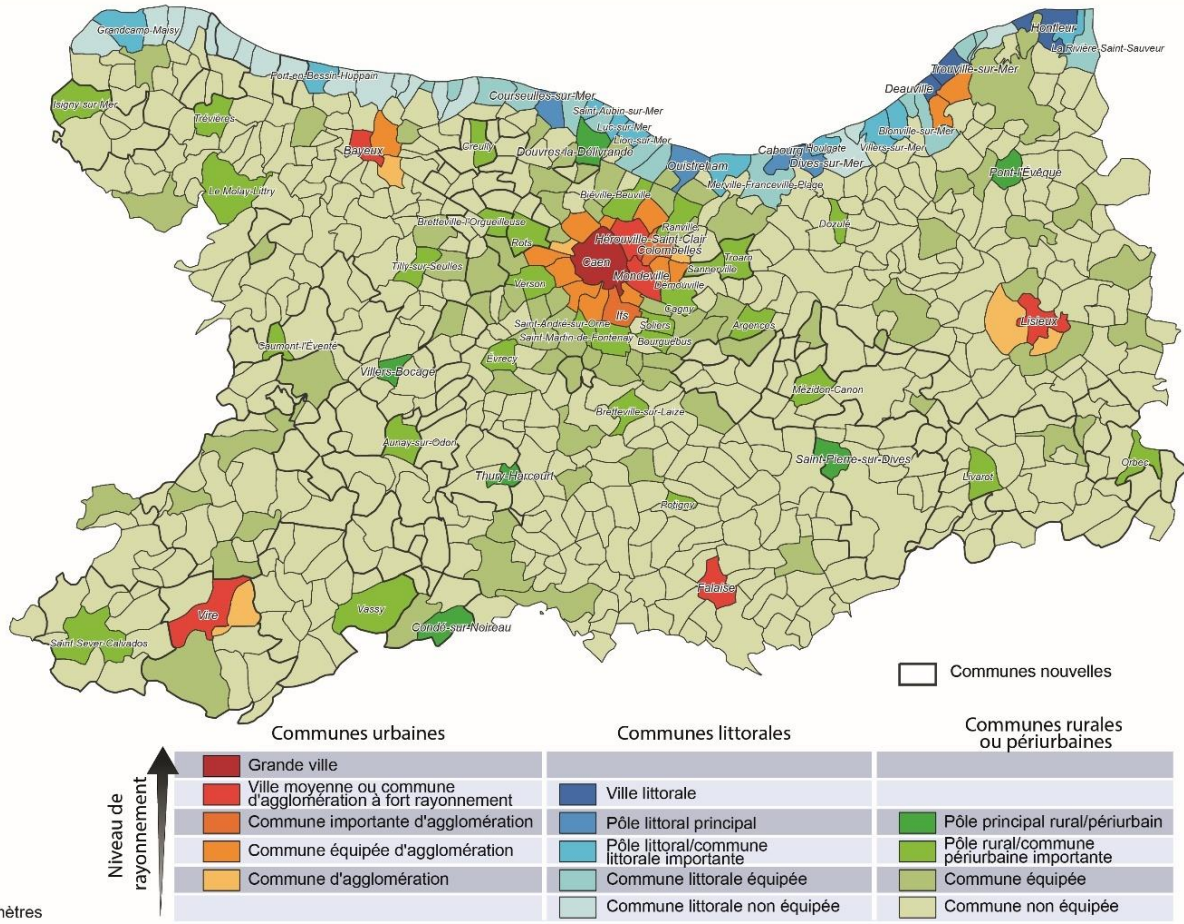 Grandcamp-Maisy
Honfleur
La Rivière-Saint-Sauveur
Port-en-Bessin-Huppain
Trouville-sur-Mer
Deauville
Isigny sur Mer
Courseulles-sur-Mer
Saint-Aubin-sur-Mer
Trévières
Luc-sur-Mer
Blonville-sur-Mer
Lion-sur-Mer
Bayeux
Creully
Douvres-la-Délivrande
Cabourg
Houlgate
Villers-sur-Mer
Ouistreham
Dives-sur-Mer
Pont-l'Evêque
Le Molay-Littry
Merville-Franceville-Plage
Biéville-Beuville
Bretteville-l'Orgueilleuse
Ranville
Dozulé
Rots
Hérouville-Saint-Clair
Colombelles
Troarn
Tilly-sur-Seulles
Caen
Sannerville
Mondeville
Verson
Démouville
Cagny
Ifs
Saint-André-sur-Orne
Soliers
Argences
Lisieux
Saint-Martin-de-Fontenay
Bourguébus
Caumont-l'Éventé
Évrecy
Villers-Bocage
Mézidon-Canon
Bretteville-sur-Laize
Aunay-sur-Odon
Saint-Pierre-sur-Dives
Orbec
Thury-Harcourt
Livarot
Potigny
Falaise
Vassy
Vire
Condé-sur-Noireau
Saint-Sever-Calvados
Communes nouvelles
Communes urbaines
Communes littorales
Communes rurales
ou périurbaines
Niveau de
rayonnement
Grande ville
Ville moyenne ou commune
d'agglomération à fort rayonnement
Ville littorale
Commune importante d'agglomération
Pôle littoral principal
Pôle principal rural/périurbain
Commune équipée d'agglomération
Pôle littoral/commune
littorale importante
Pôle rural/commune
périurbaine importante
Commune d'agglomération
Commune littorale équipée
Commune équipée
Commune littorale non équipée
Commune non équipée
mètres